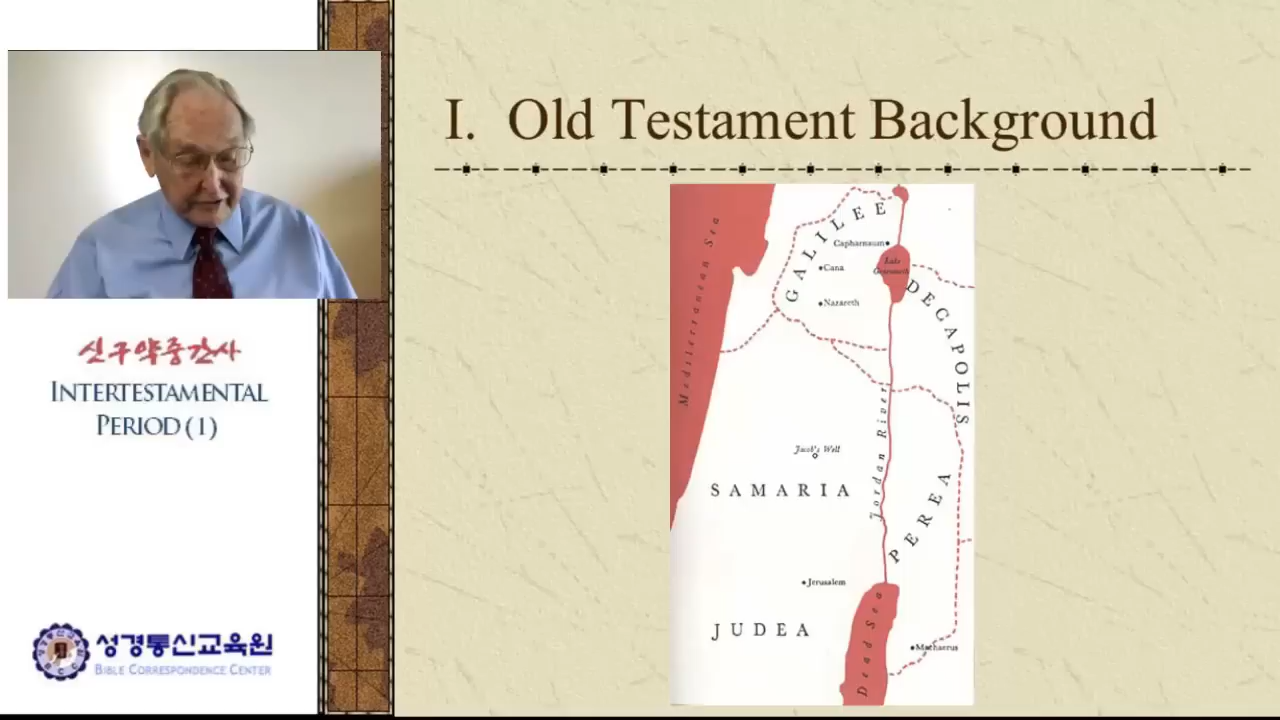 I. Old Testament Background
신구약중간사
INTERTESTAMENTAL
PERIOD (1)
성경통신교육원
BIBLE CORRESPONDENCE CENTER
Mediterranean Sea
GALILEE
Capharnaum
Cana
Lake
Nazareth
DECAPOLIS
Jordan River
Jacob's Well
SAMARIA
PEREA
Jerusalem
JUDEA
Dead Sea
Machaerus